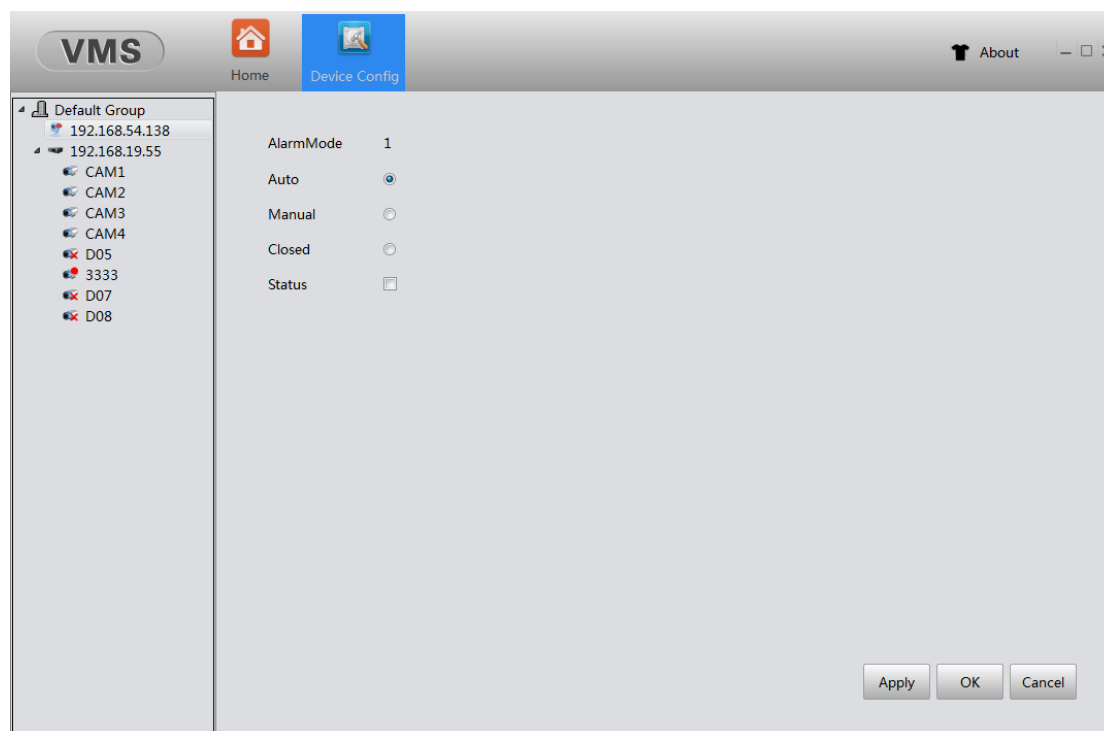 VMS
Home
Device Config
About
Default Group
192.168.54.138
192.168.19.55
CAM1
CAM2
CAM3
CAM4
D05
3333
D07
D08
AlarmMode 1
Auto
Manual
Closed
Status
Apply OK Cancel